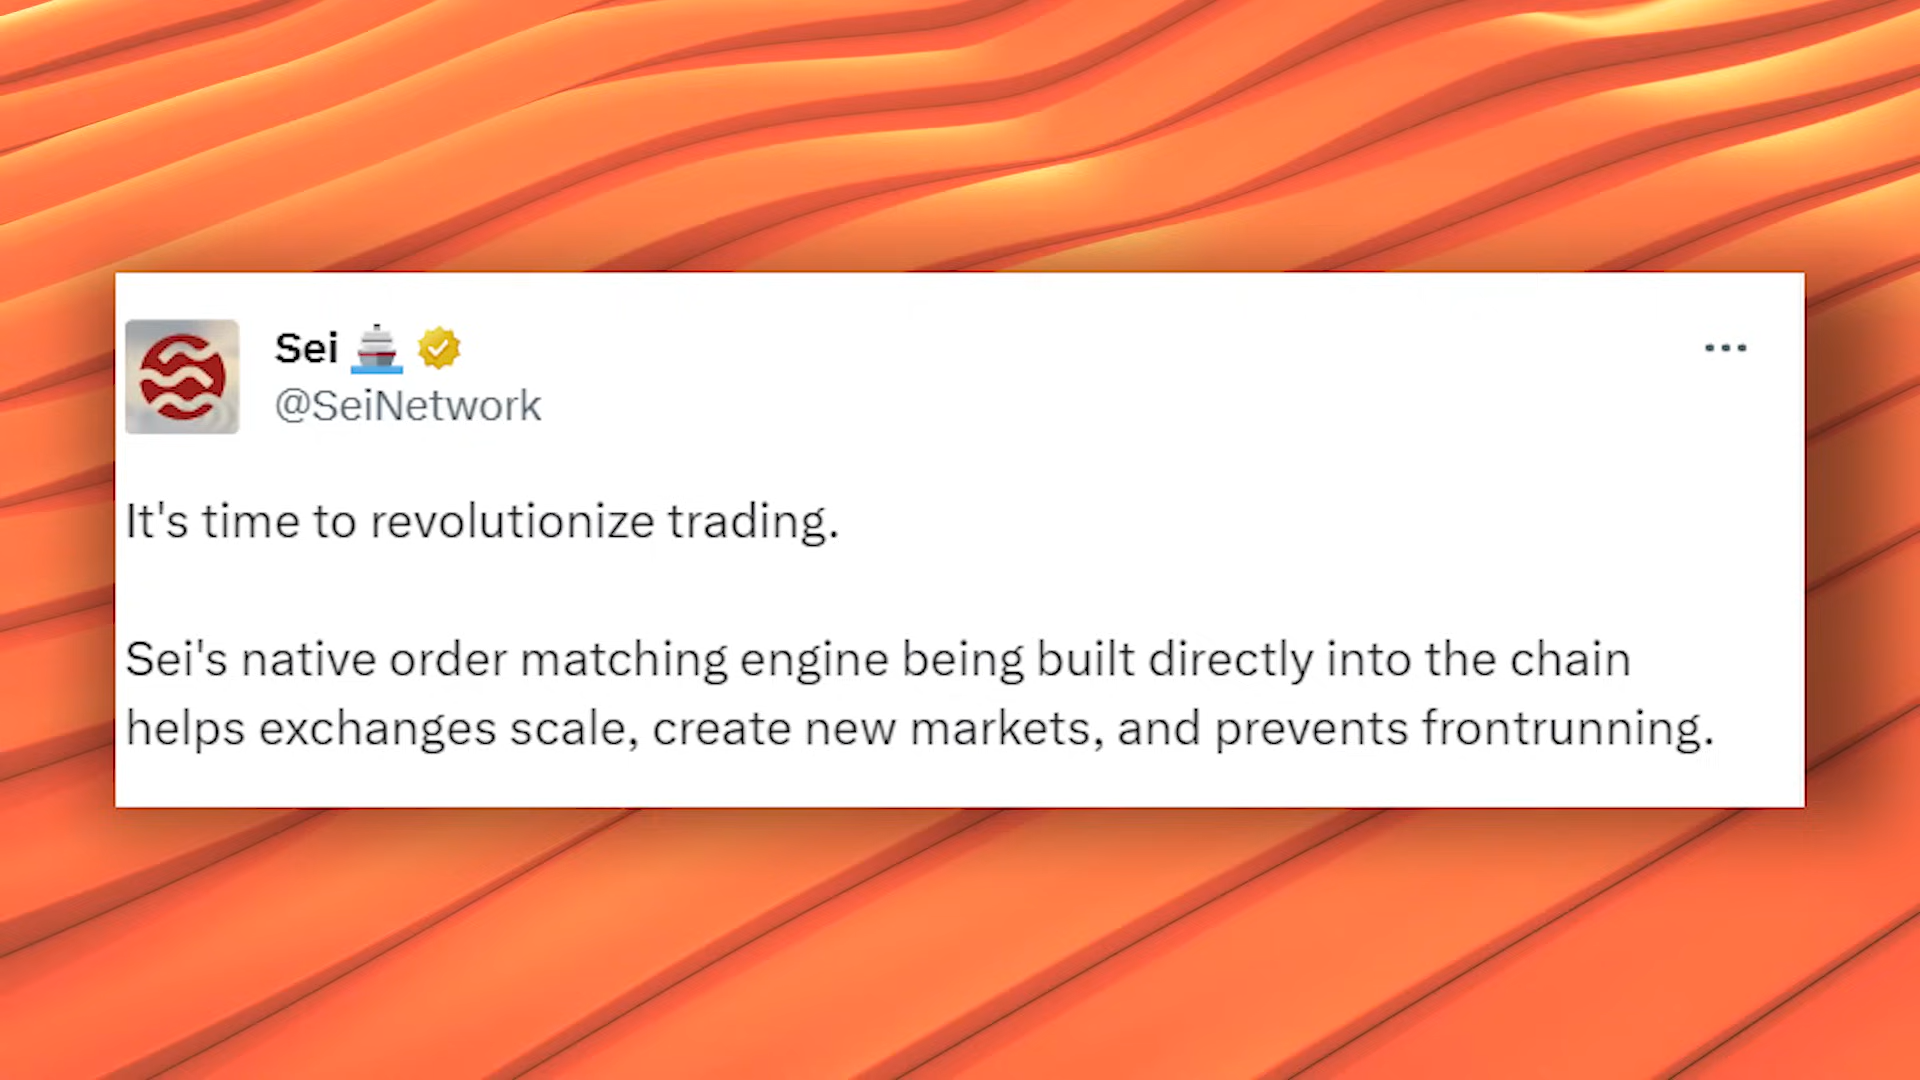 Sei 🚢
@SeiNetwork
It's time to revolutionize trading.
Sei's native order matching engine being built directly into the chain
helps exchanges scale, create new markets, and prevents frontrunning.